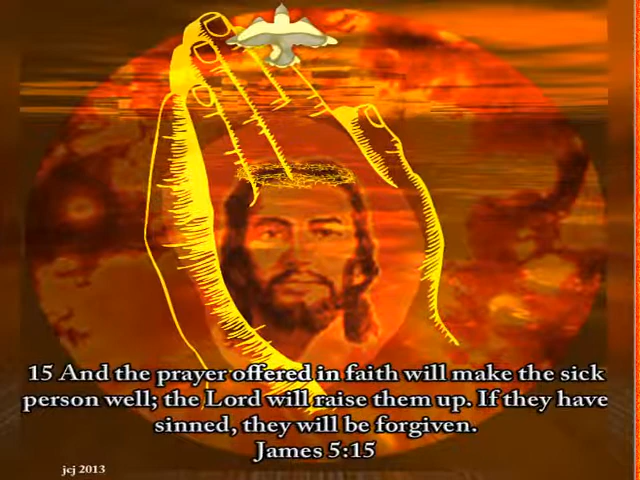 15 And the prayer offered in faith will make the sick
person well; the Lord will raise them up. If they have
sinned, they will be forgiven.
James 5:15
jcj 2013